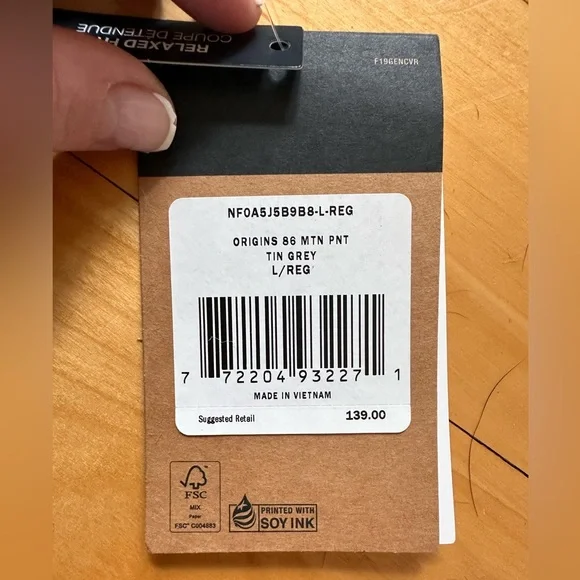 RELAXED FIT
COUPE DÉTENDUE
F19GENCVR
NF0A5J5B9B8-L-REG
ORIGINS 86 MTN PNT
TIN GREY
L/REG
7 72204 93227 1
MADE IN VIETNAM
Suggested Retail 139.00
FSC
MIX
Paper
FSC® C004883
PRINTED WITH
SOY INK